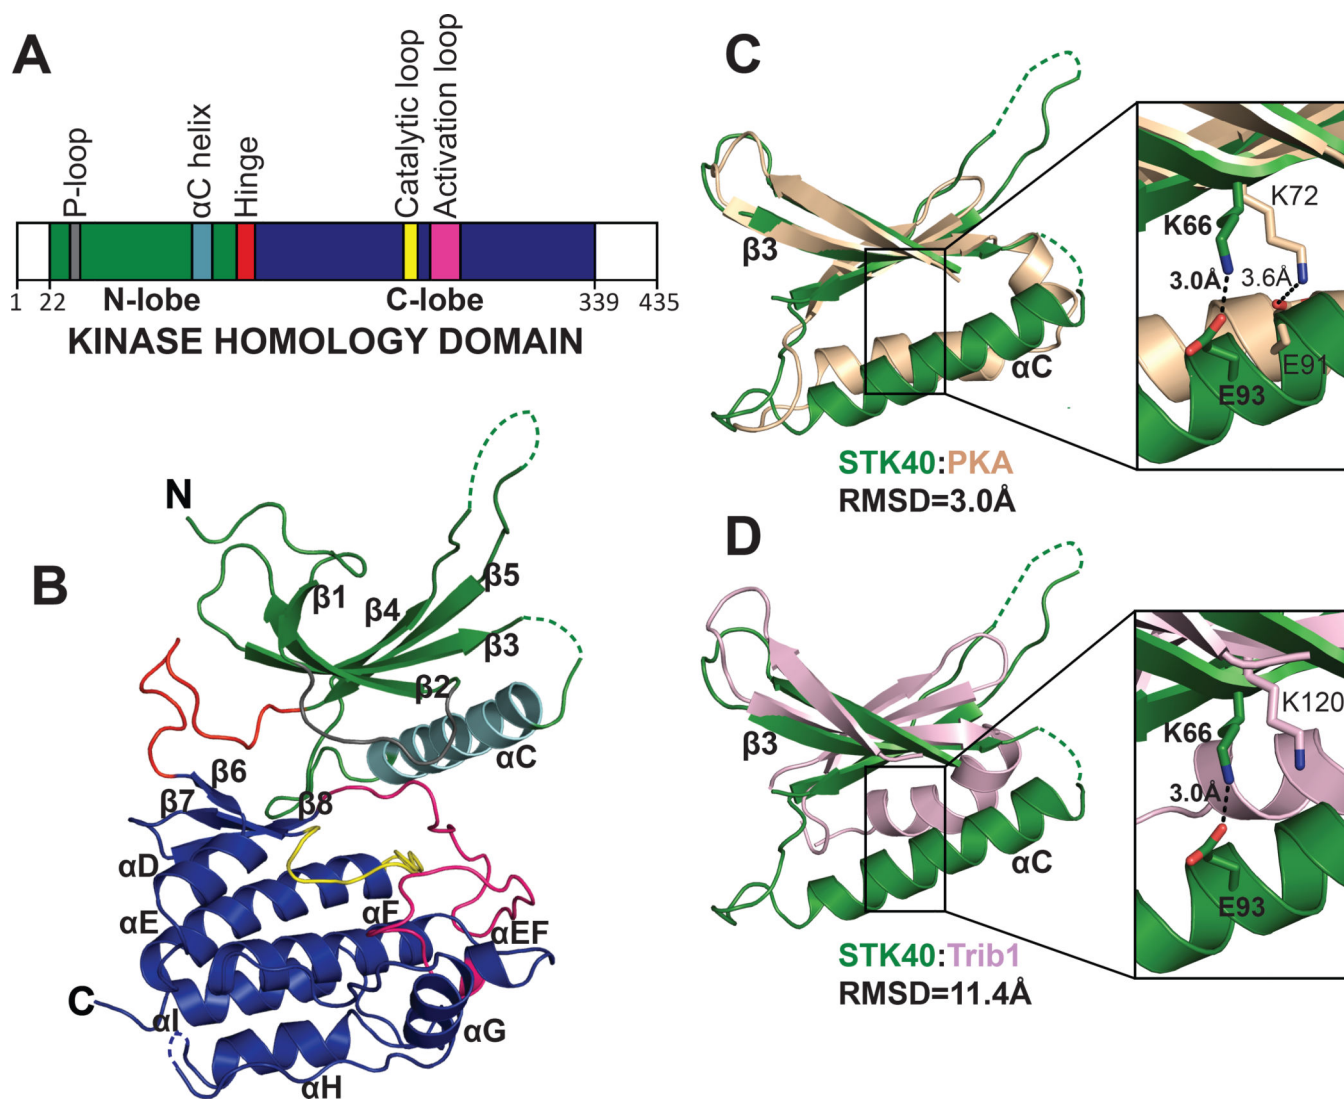 A
P-loop
αC helix
Hinge
Catalytic loop
Activation loop
1 22 N-lobe C-lobe 339 435
KINASE HOMOLOGY DOMAIN
B
N
β1
β4
β5
β3
β2
αC
β6
β7
β8
αD
αE
αF
αEF
C
αI
αG
αH
C
β3
αC
K72
K66
3.0Å 3.6Å
E91
E93
STK40:PKA
RMSD=3.0Å
D
β3
αC
K120
K66
3.0Å
E93
STK40:Trib1
RMSD=11.4Å